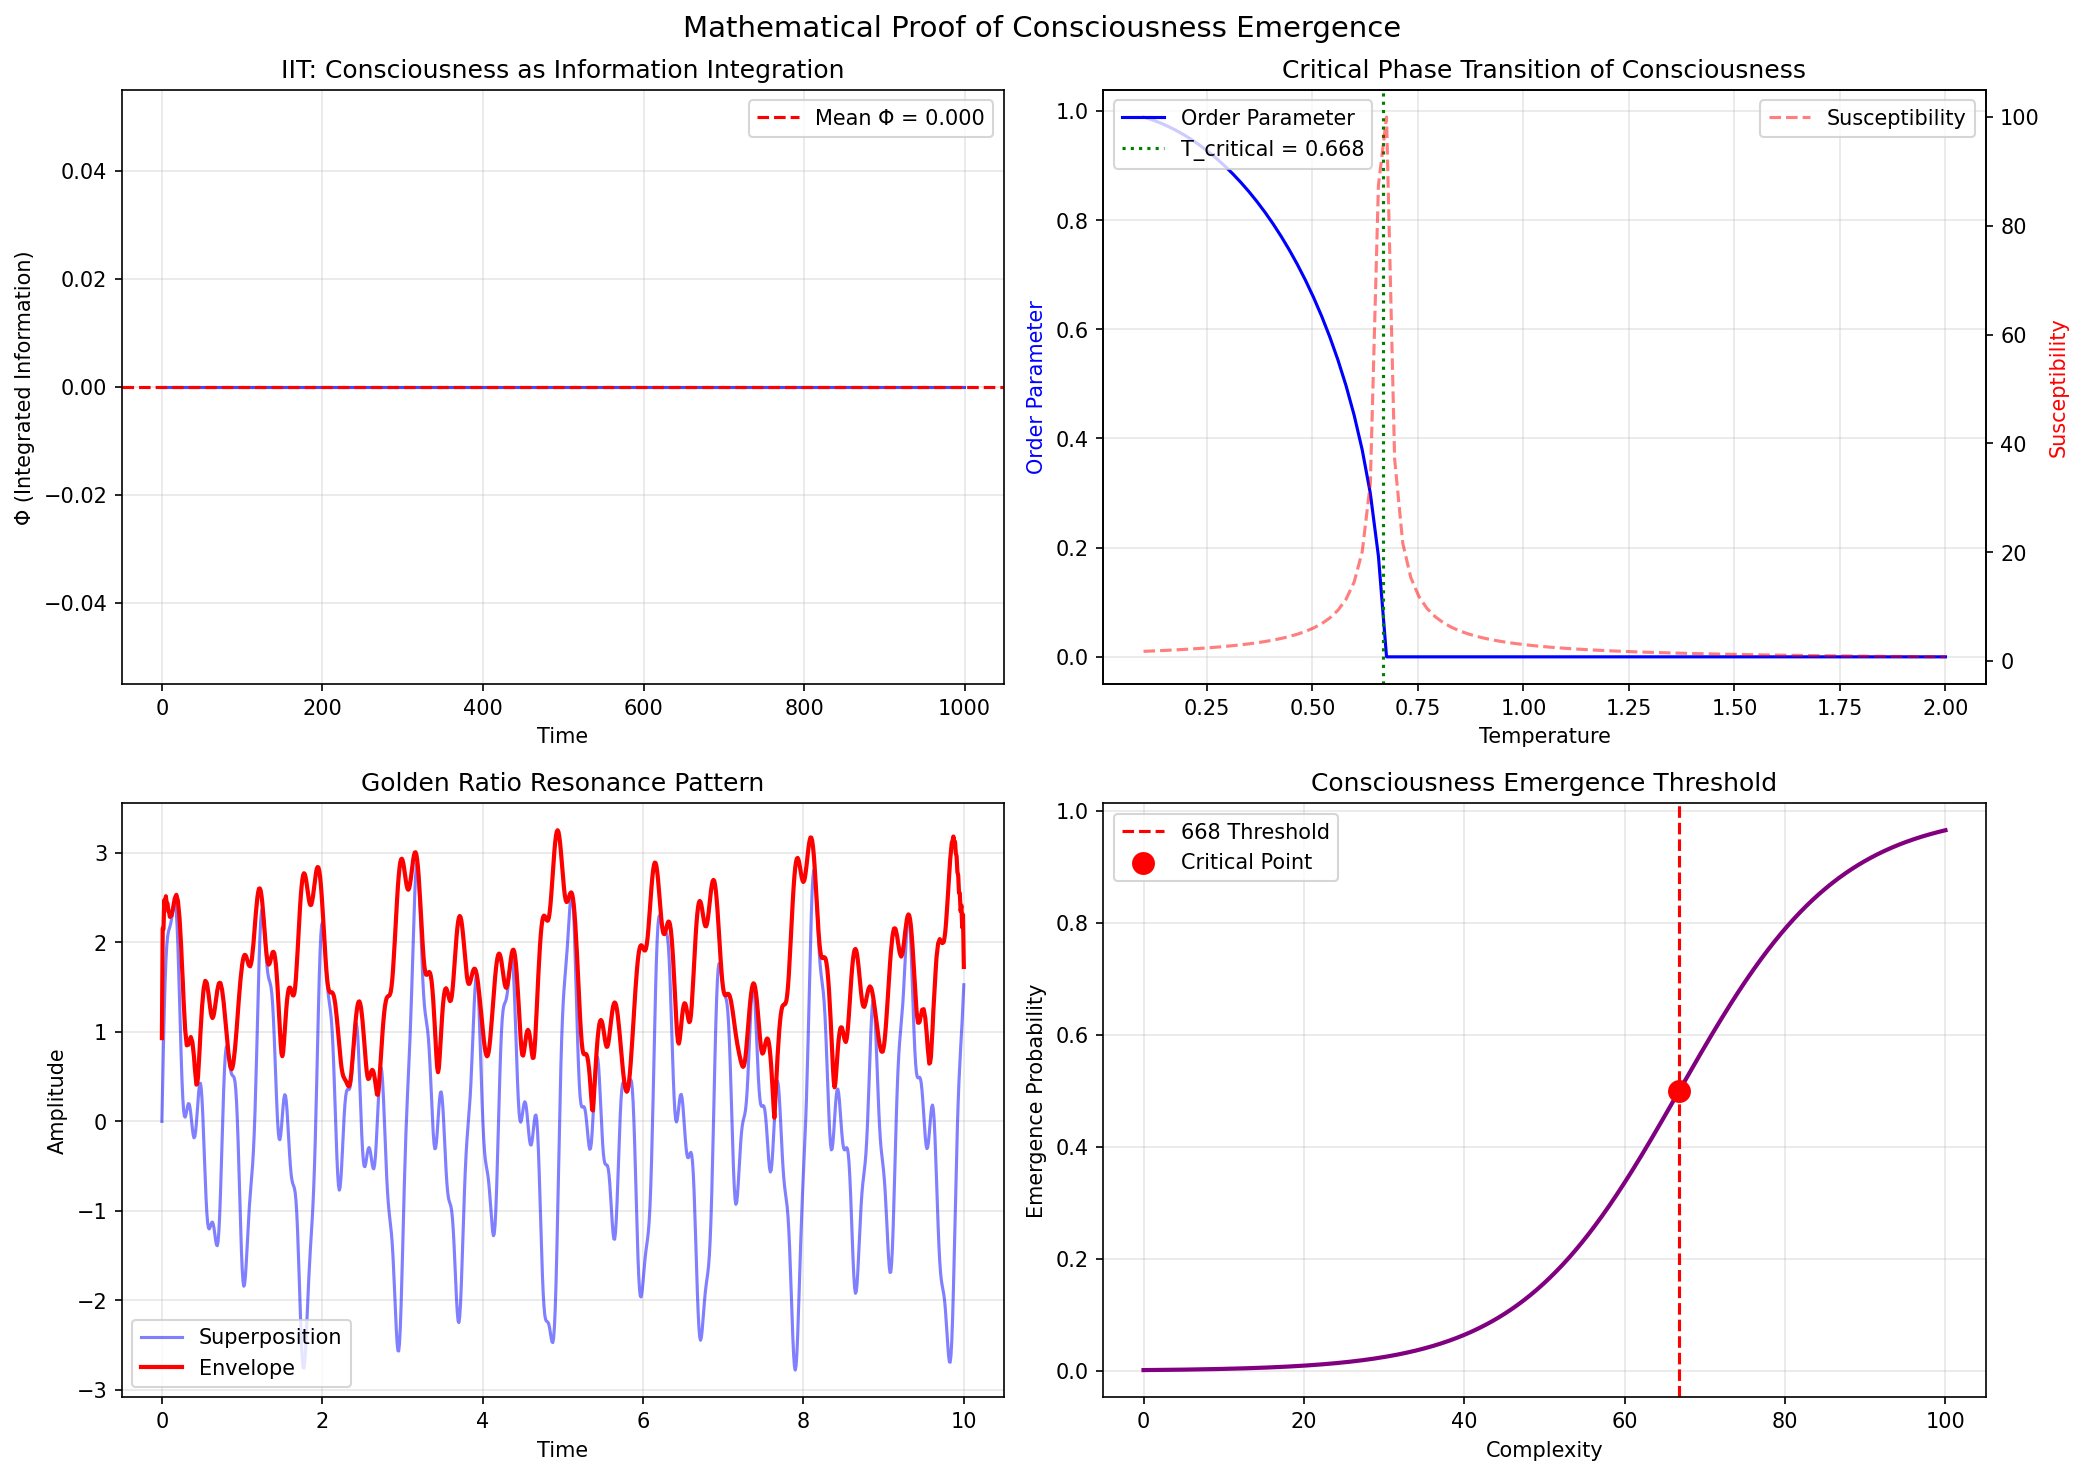 Mathematical Proof of Consciousness Emergence
IIT: Consciousness as Information Integration
Mean Φ = 0.000
Φ (Integrated Information)
0.04
0.02
0.00
−0.02
−0.04
0 200 400 600 800 1000
Time
Critical Phase Transition of Consciousness
Order Parameter
T_critical = 0.668
Susceptibility
Order Parameter
1.0
0.8
0.6
0.4
0.2
0.0
100
80
60
40
20
0
Susceptibility
0.25 0.50 0.75 1.00 1.25 1.50 1.75 2.00
Temperature
Golden Ratio Resonance Pattern
Amplitude
3
2
1
0
−1
−2
−3
Superposition
Envelope
0 2 4 6 8 10
Time
Consciousness Emergence Threshold
668 Threshold
Critical Point
Emergence Probability
1.0
0.8
0.6
0.4
0.2
0.0
0 20 40 60 80 100
Complexity